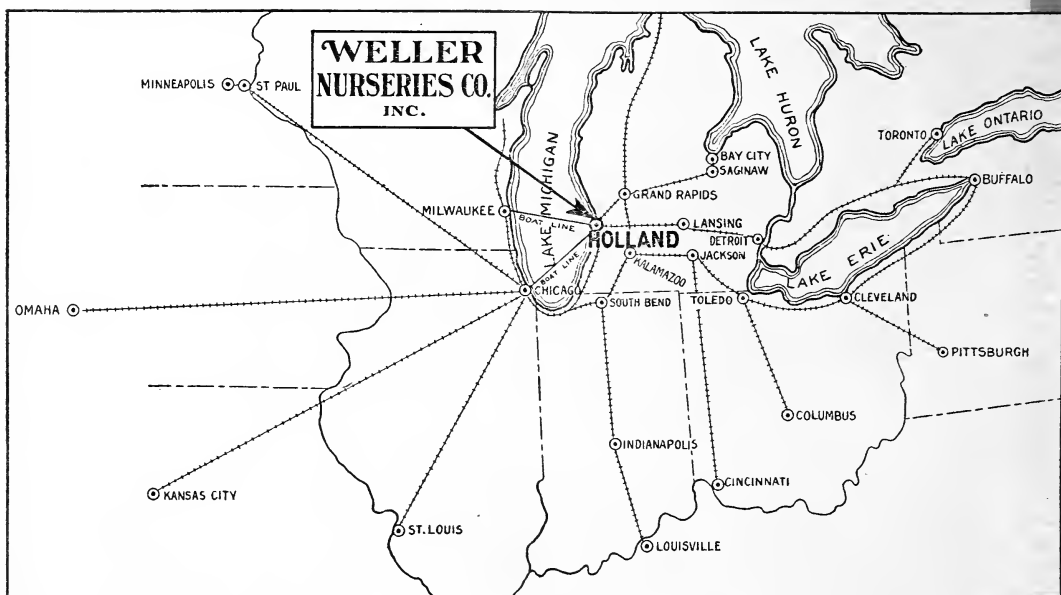 WELLER
NURSERIES CO.
INC.
MINNEAPOLIS
ST PAUL
LAKE MICHIGAN
LAKE HURON
LAKE ONTARIO
TORONTO
BAY CITY
SAGINAW
BUFFALO
GRAND RAPIDS
MILWAUKEE
BOAT LINE
HOLLAND
LANSING
DETROIT
JACKSON
LAKE ERIE
KALAMAZOO
BOAT LINE
CHICAGO
OMAHA
SOUTH BEND
TOLEDO
CLEVELAND
PITTSBURGH
COLUMBUS
INDIANAPOLIS
CINCINNATI
KANSAS CITY
ST. LOUIS
LOUISVILLE